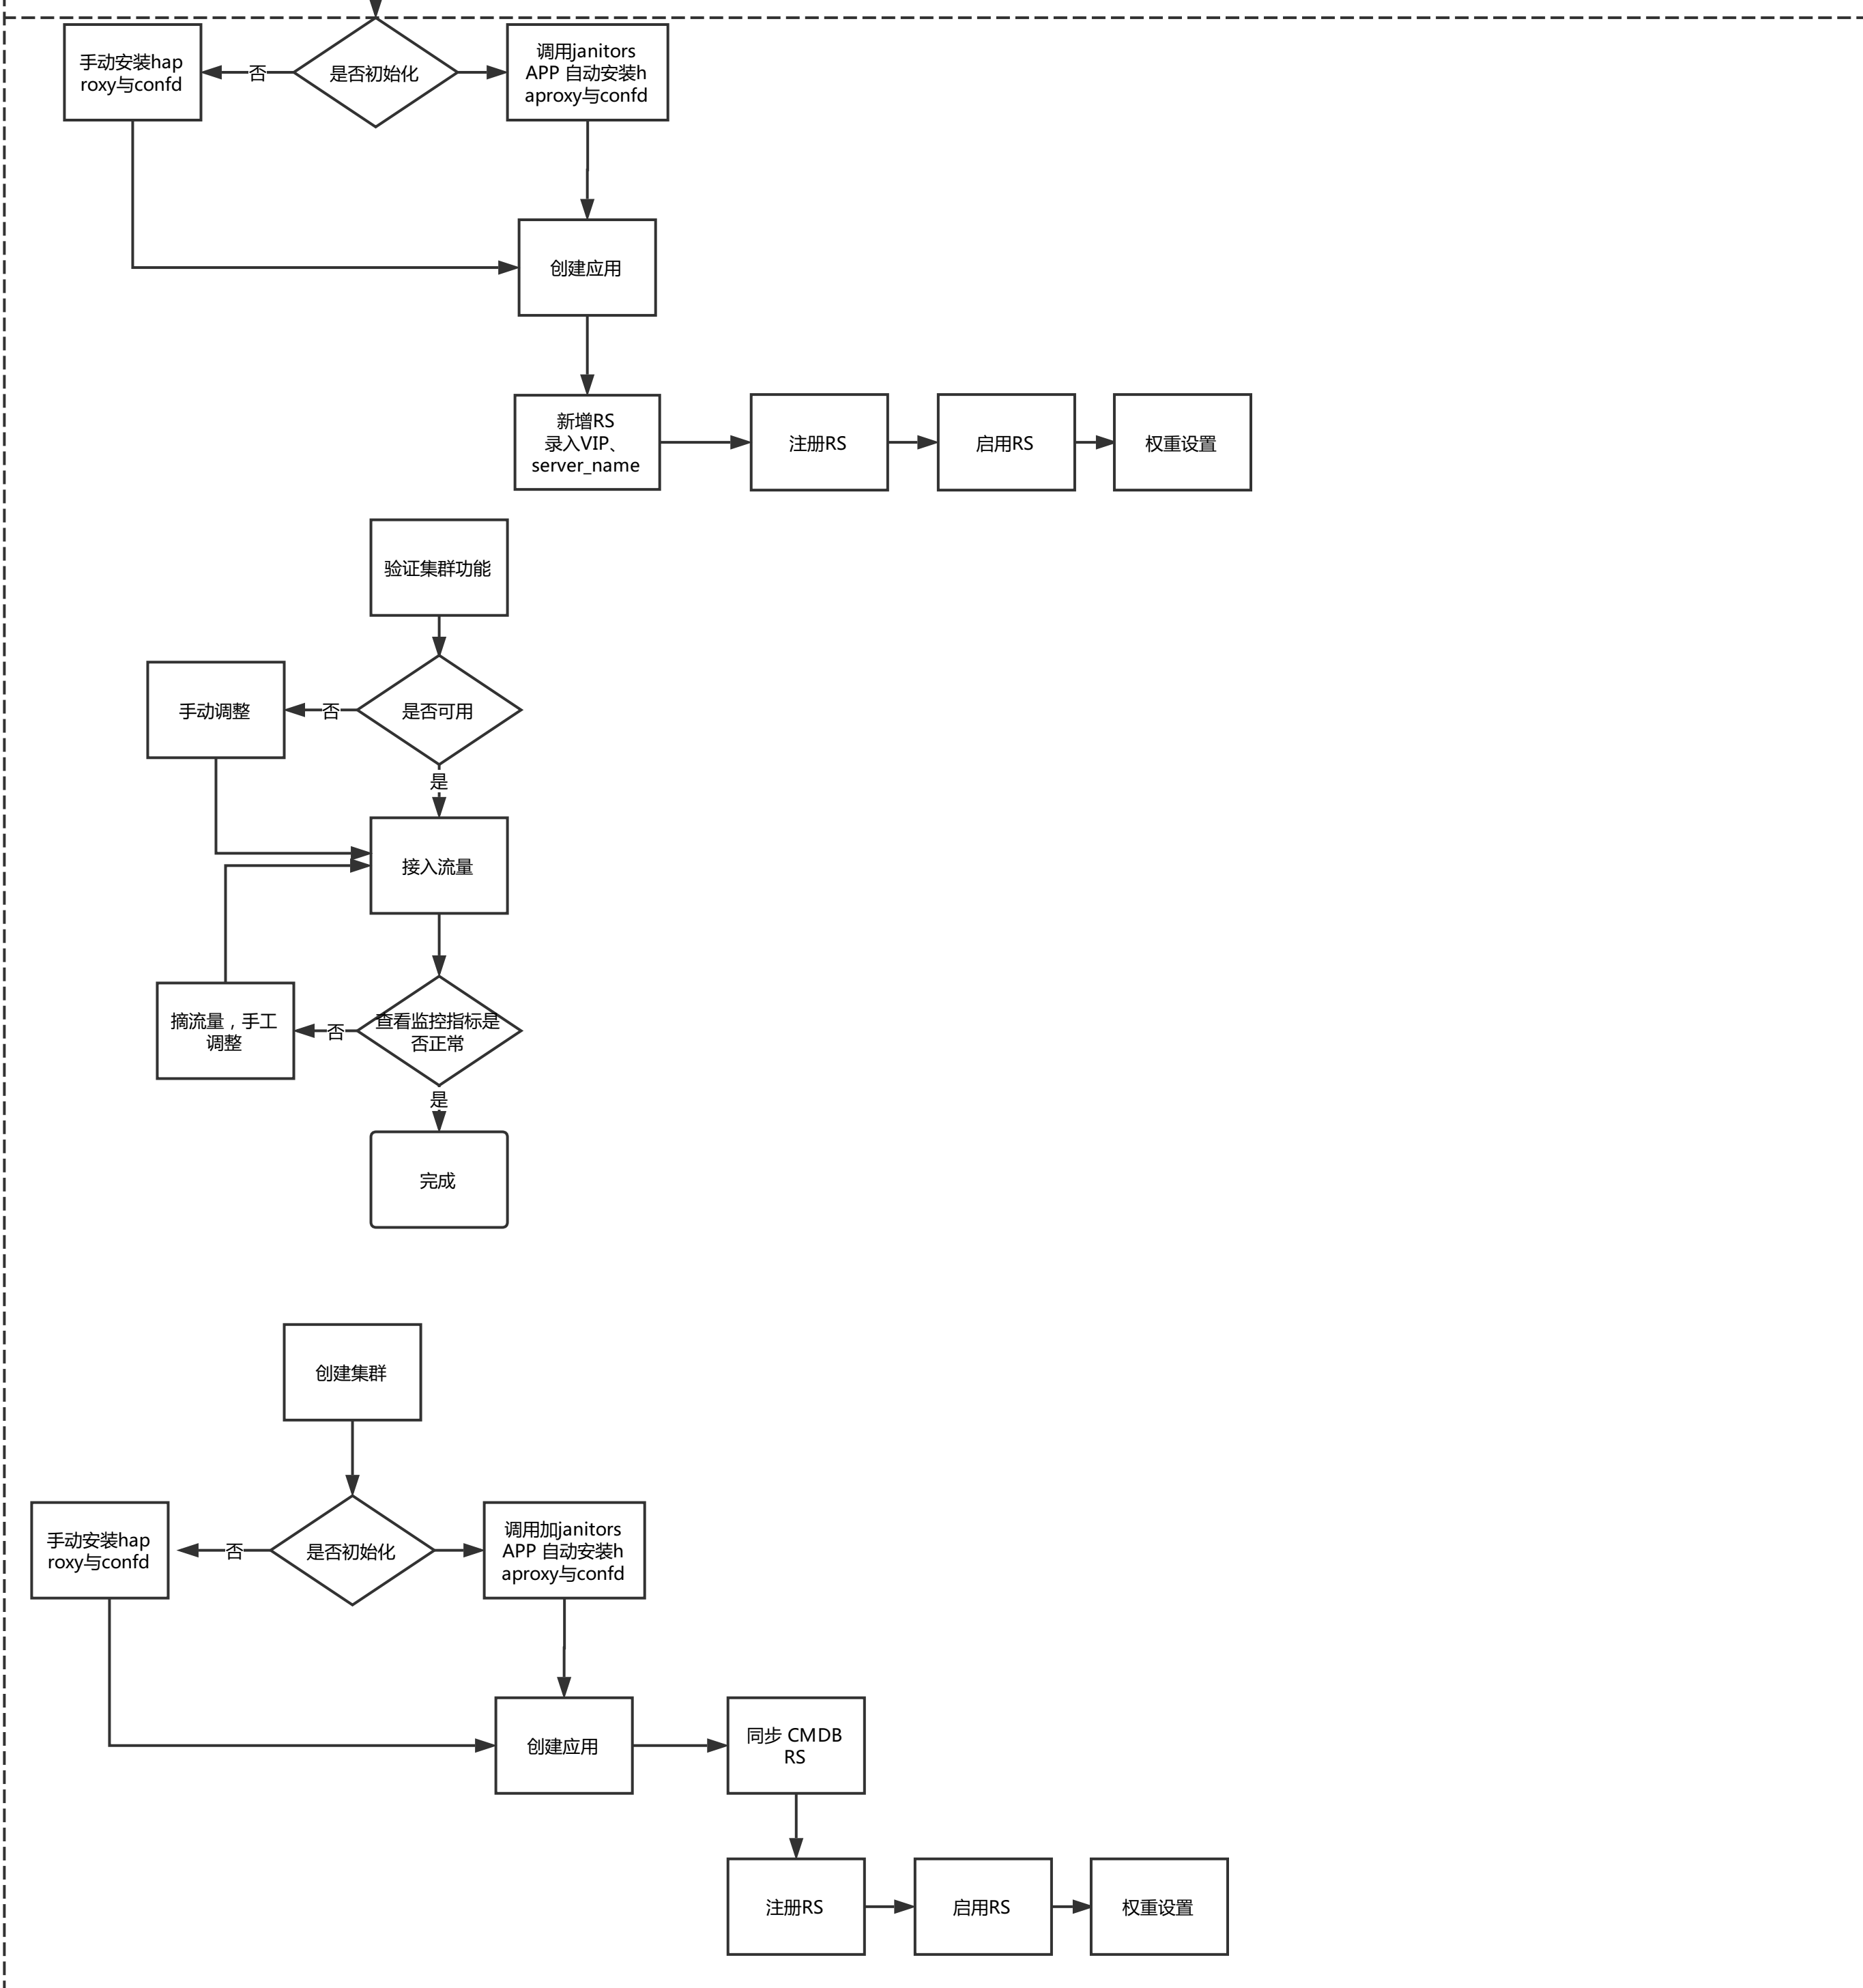 手动安装hap
roxy与confd
否
是否初始化
调用janitors
APP 自动安装h
aproxy与confd
创建应用
新增RS
录入VIP、
server_name
注册RS
启用RS
权重设置
验证集群功能
手动调整
否
是否可用
是
接入流量
摘流量，手工
调整
否
查看监控指标是
否正常
是
完成
创建集群
手动安装hap
roxy与confd
否
是否初始化
调用加janitors
APP 自动安装h
aproxy与confd
创建应用
同步 CMDB
RS
注册RS
启用RS
权重设置